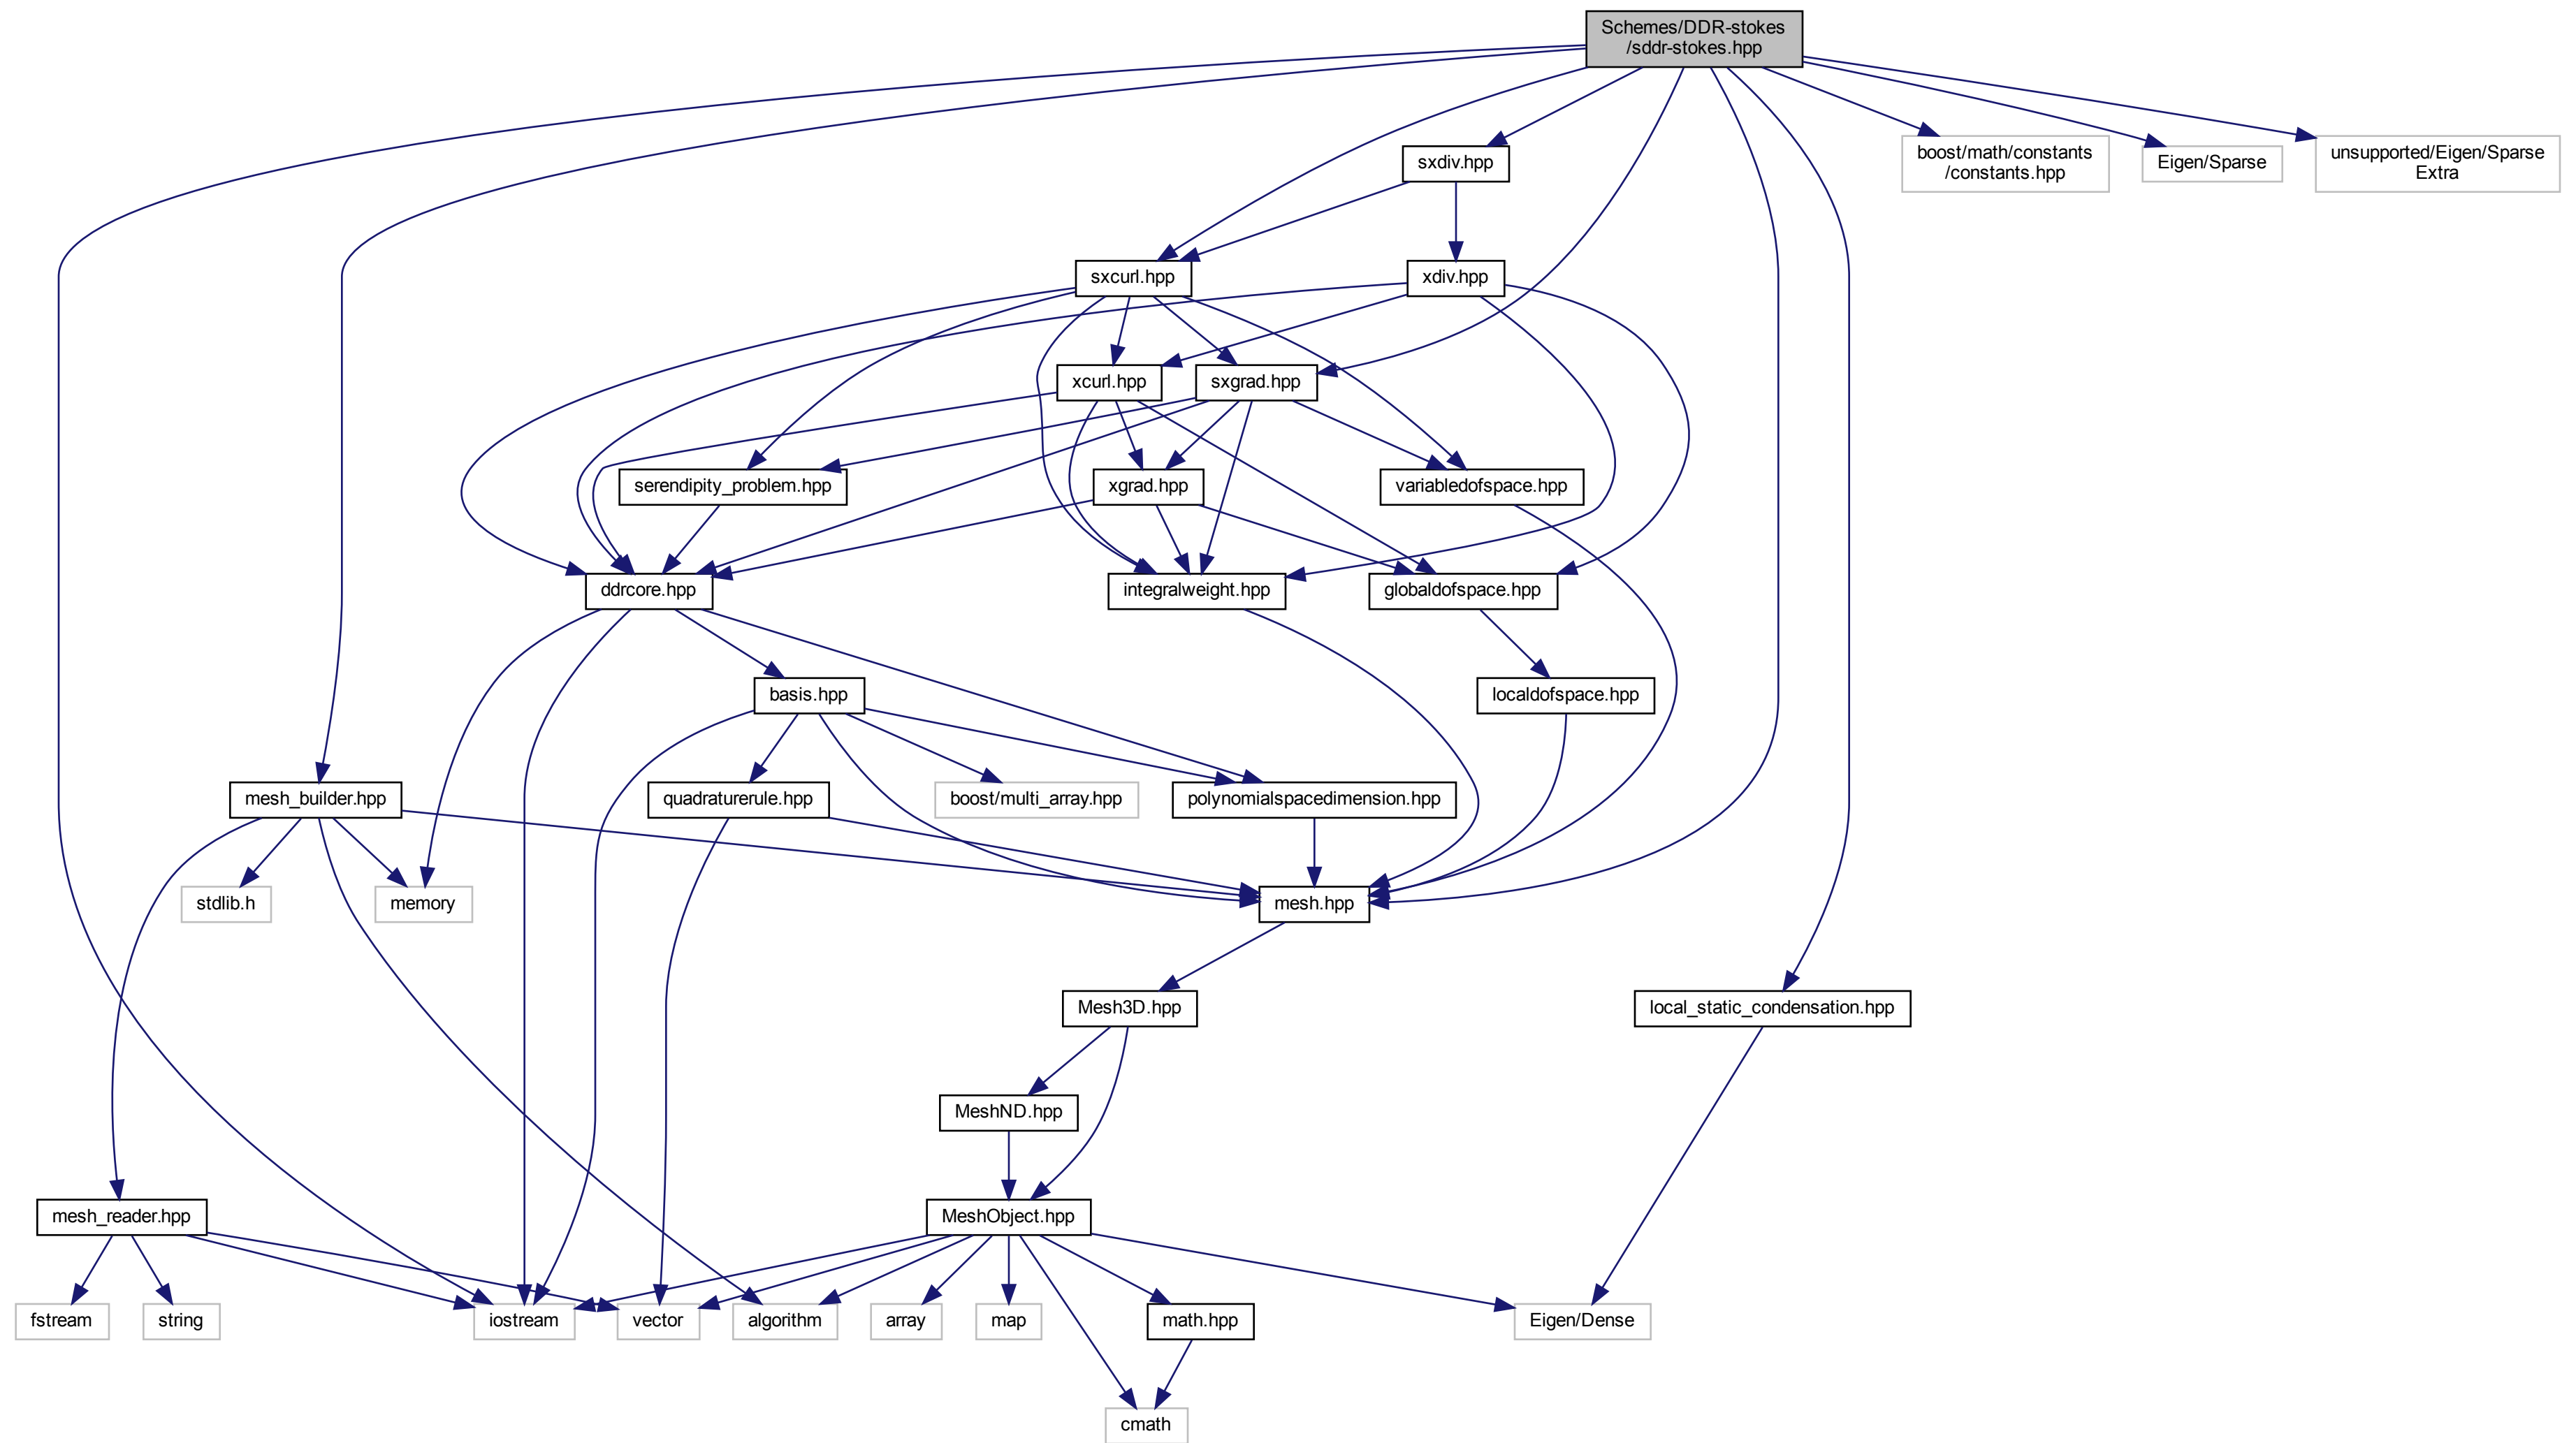 Schemes/DDR-stokes
/sddr-stokes.hpp
sxdiv.hpp
boost/math/constants
/constants.hpp
Eigen/Sparse
unsupported/Eigen/Sparse
Extra
sxcurl.hpp
xdiv.hpp
xcurl.hpp
sxgrad.hpp
serendipity_problem.hpp
xgrad.hpp
variabledofspace.hpp
ddrcore.hpp
integralweight.hpp
globaldofspace.hpp
basis.hpp
localdofspace.hpp
mesh_builder.hpp
quadraturerule.hpp
boost/multi_array.hpp
polynomialspacedimension.hpp
stdlib.h
memory
mesh.hpp
Mesh3D.hpp
local_static_condensation.hpp
MeshND.hpp
mesh_reader.hpp
MeshObject.hpp
fstream
string
iostream
vector
algorithm
array
map
math.hpp
Eigen/Dense
cmath